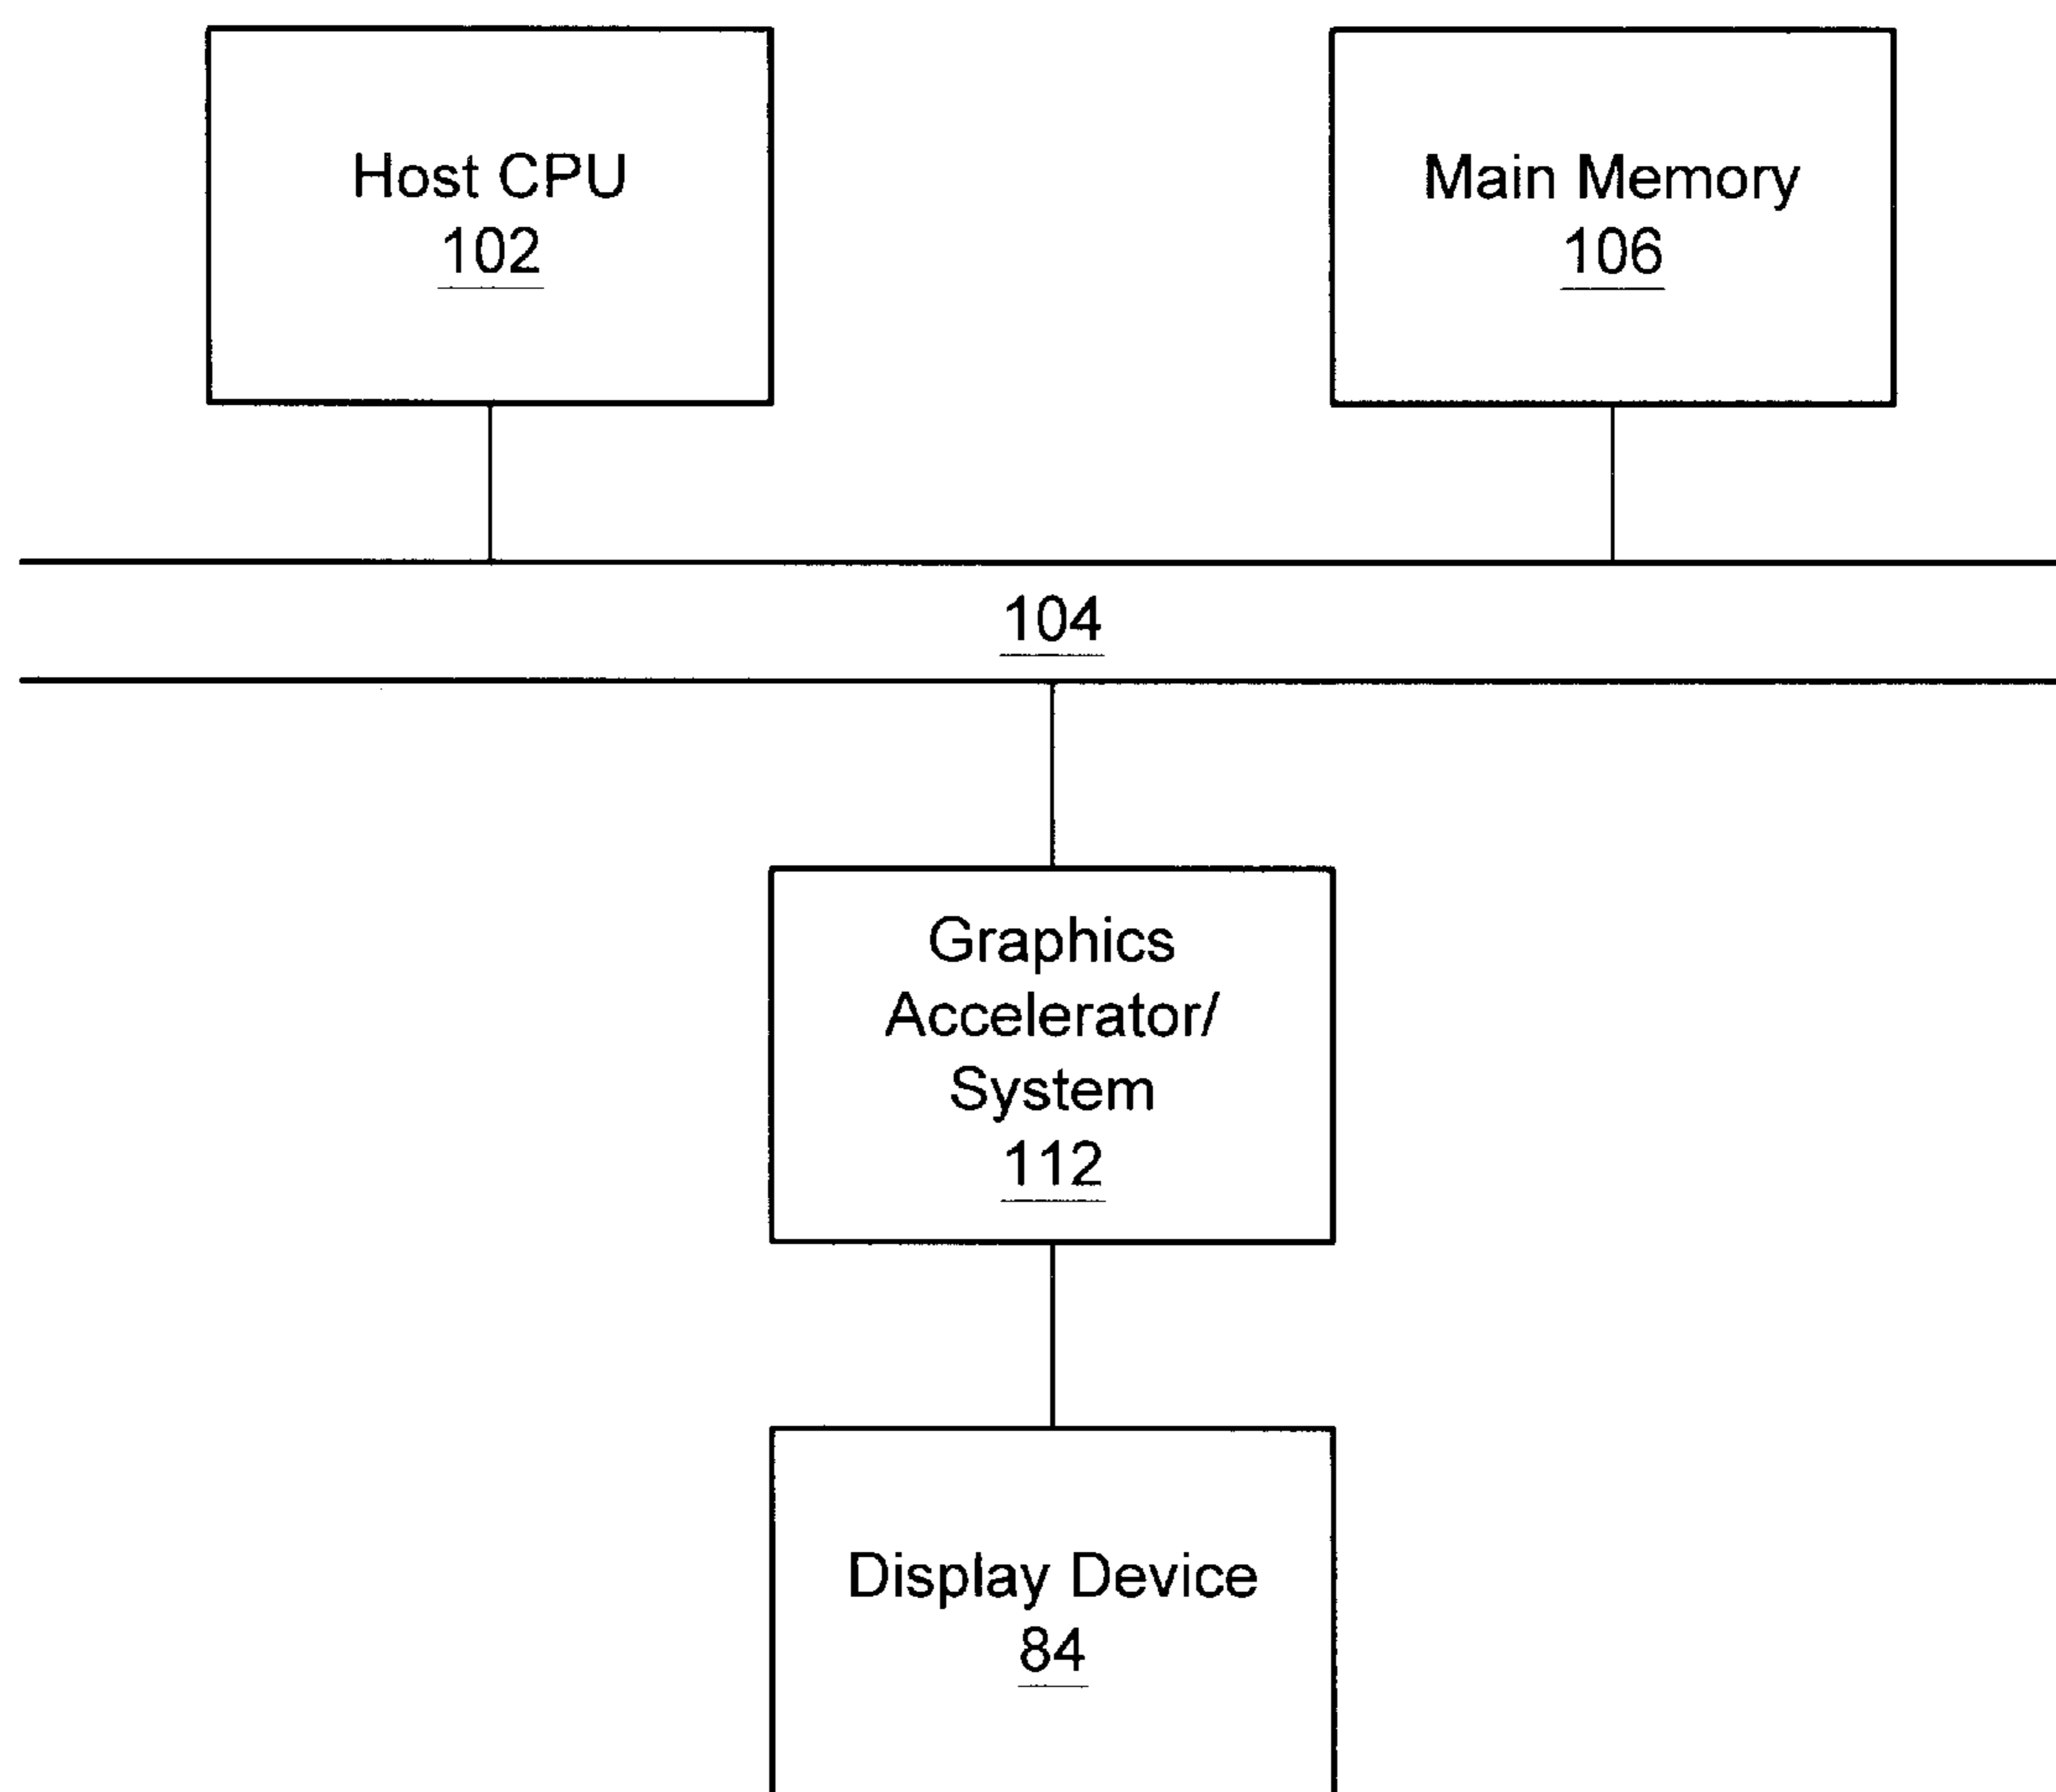 Host CPU
102
Main Memory
106
104
Graphics
Accelerator/
System
112
Display Device
84